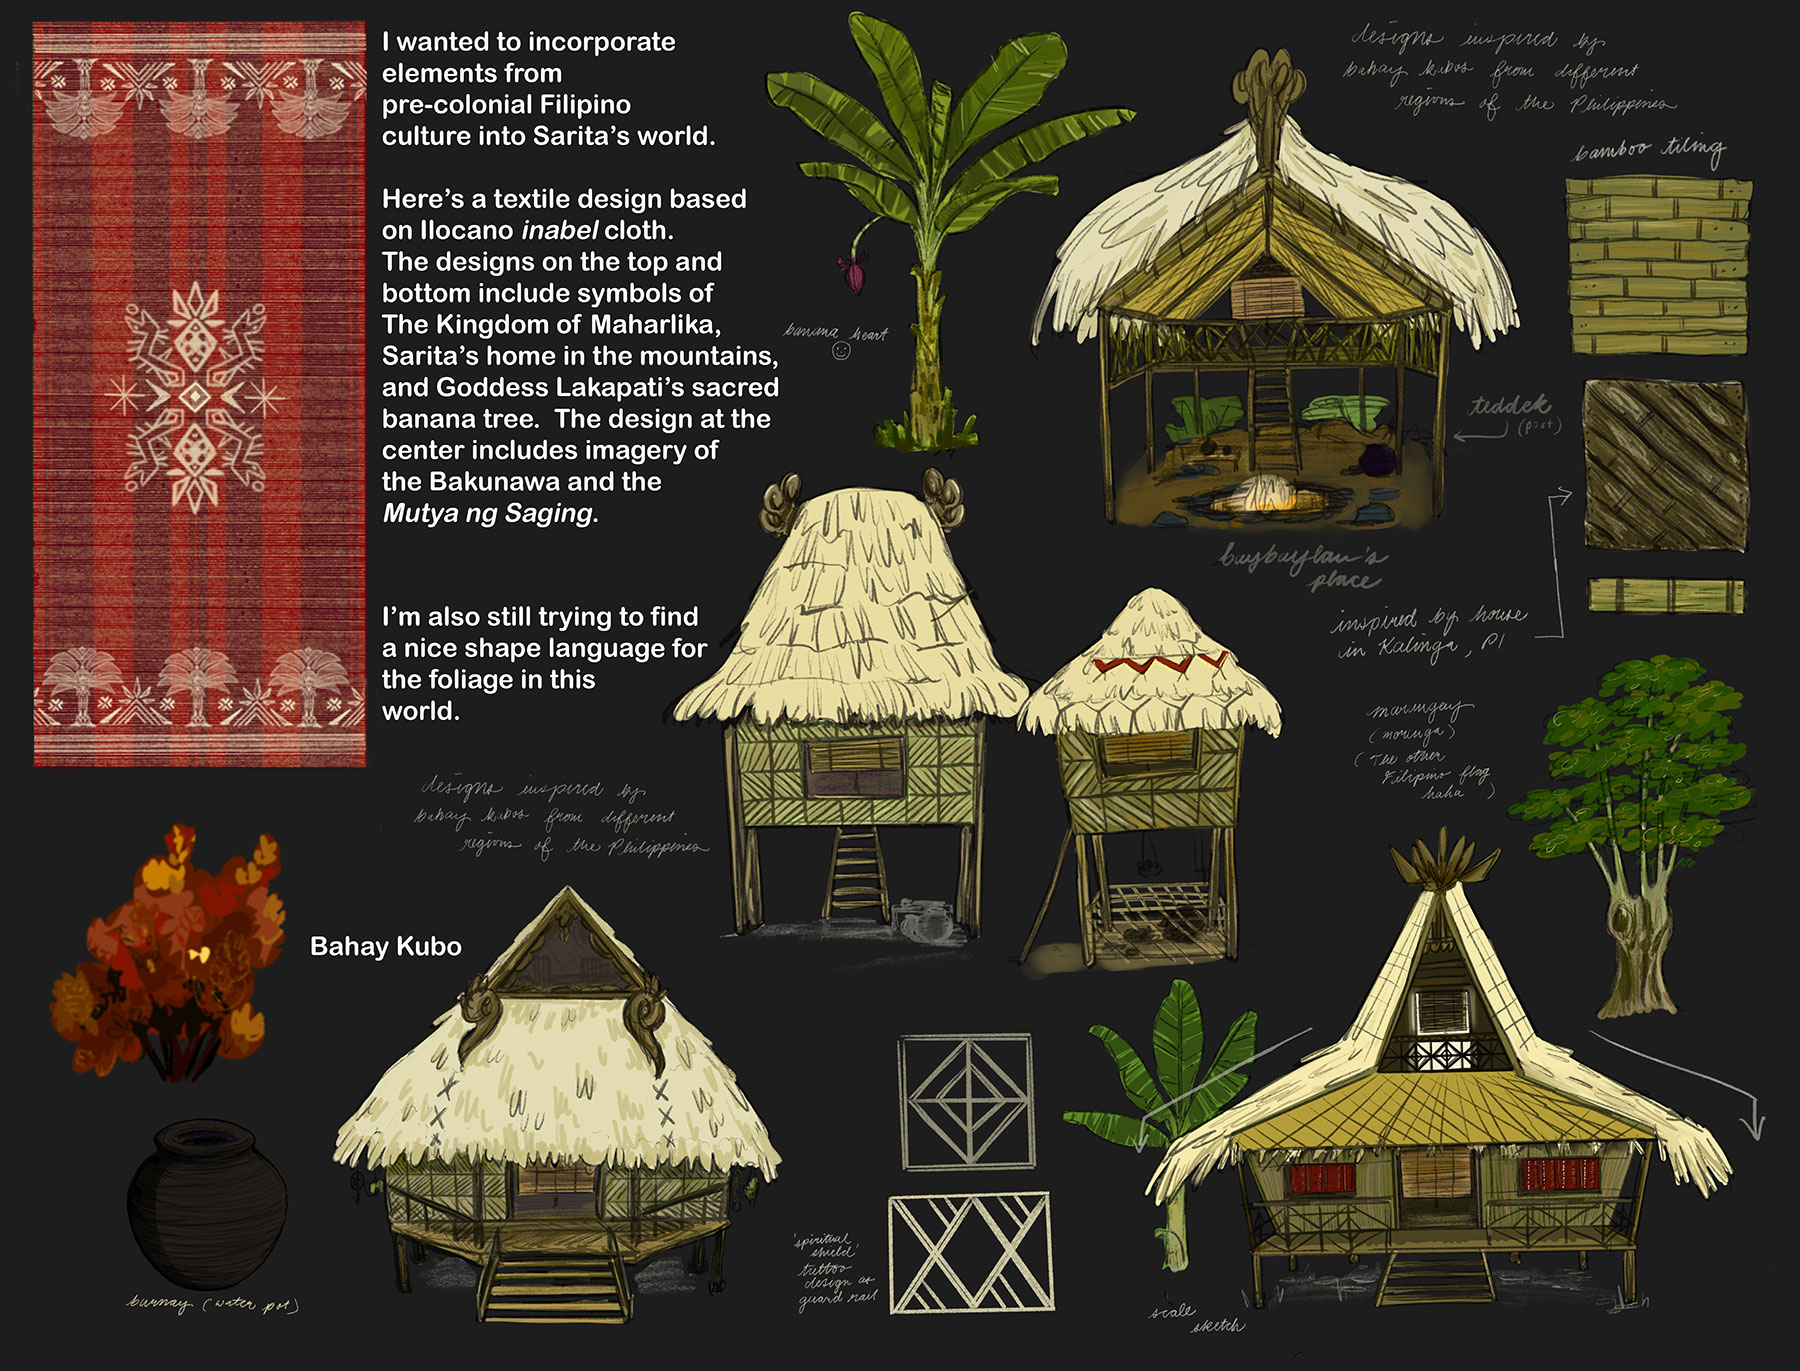 I wanted to incorporate
elements from
pre-colonial Filipino
culture into Sarita's world.
Here's a textile design based
on Ilocano inabel cloth.
The designs on the top and
bottom include symbols of
The Kingdom of Maharlika,
Sarita's home in the mountains,
and Goddess Lakapati's sacred
banana tree.  The design at the
center includes imagery of
the Bakunawa and the
Mutya ng Saging.
I'm also still trying to find
a nice shape language for
the foliage in this
world.
banana heart
designs inspired by
bahay kubos from different
regions of the Philippines
bamboo tiling
teddek
(post)
baybaylan's
place
inspired by house
in Kalinga, PI
marungay
(moringa)
(The other
Filipino flag
haha)
designs inspired by
bahay kubos from different
regions of the Philippines
Bahay Kubo
burnay (water pot)
'spiritual
shield'
tattoo
design as
guard rail
scale
sketch